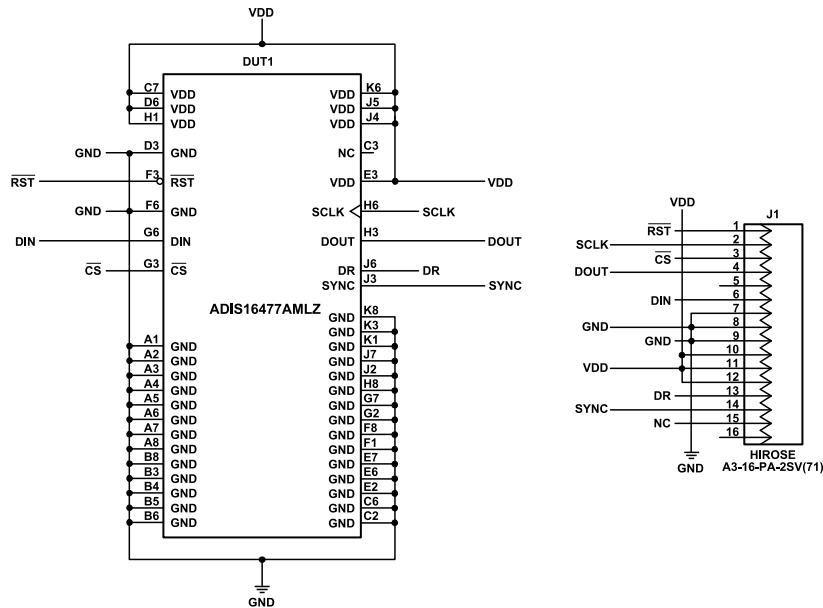 VDD
DUT1
C7 VDD VDD K6
D6 VDD VDD J5
H1 VDD VDD J4
GND D3 GND NC C3
RST F3 RST VDD E3 VDD
GND F6 GND SCLK H6 SCLK
DIN G6 DIN DOUT H3 DOUT
CS G3 CS DR J6 DR
SYNC J3 SYNC
ADIS16477AMLZ
GND K8
GND K3
A1 GND GND K1
A2 GND GND J7
A3 GND GND J2
A4 GND GND H8
A5 GND GND G7
A6 GND GND G2
A7 GND GND F8
A8 GND GND F1
B8 GND GND E7
B3 GND GND E6
B4 GND GND E2
B5 GND GND C6
B6 GND GND C2
GND
VDD
J1
RST 1
SCLK 2
CS 3
DOUT 4
5
DIN 6
7
GND 8
GND 9
10
VDD 11
12
DR 13
SYNC 14
NC 15
16
GND
HIROSE
A3-16-PA-2SV(71)